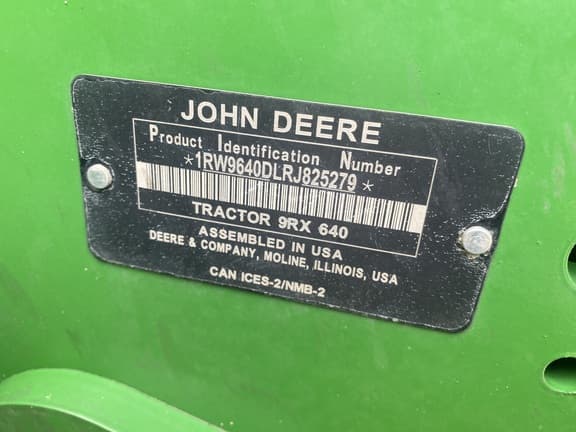 JOHN DEERE
Product Identification Number
*1RW9640DLRJ825279*
TRACTOR 9RX 640
ASSEMBLED IN USA
DEERE & COMPANY, MOLINE, ILLINOIS, USA
CAN ICES-2/NMB-2